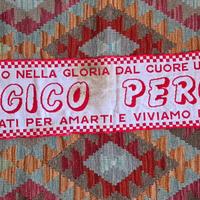 O NELLA GLORIA DAL CUORE U
GICO PER
ATI PER AMARTI E VIVIAMO